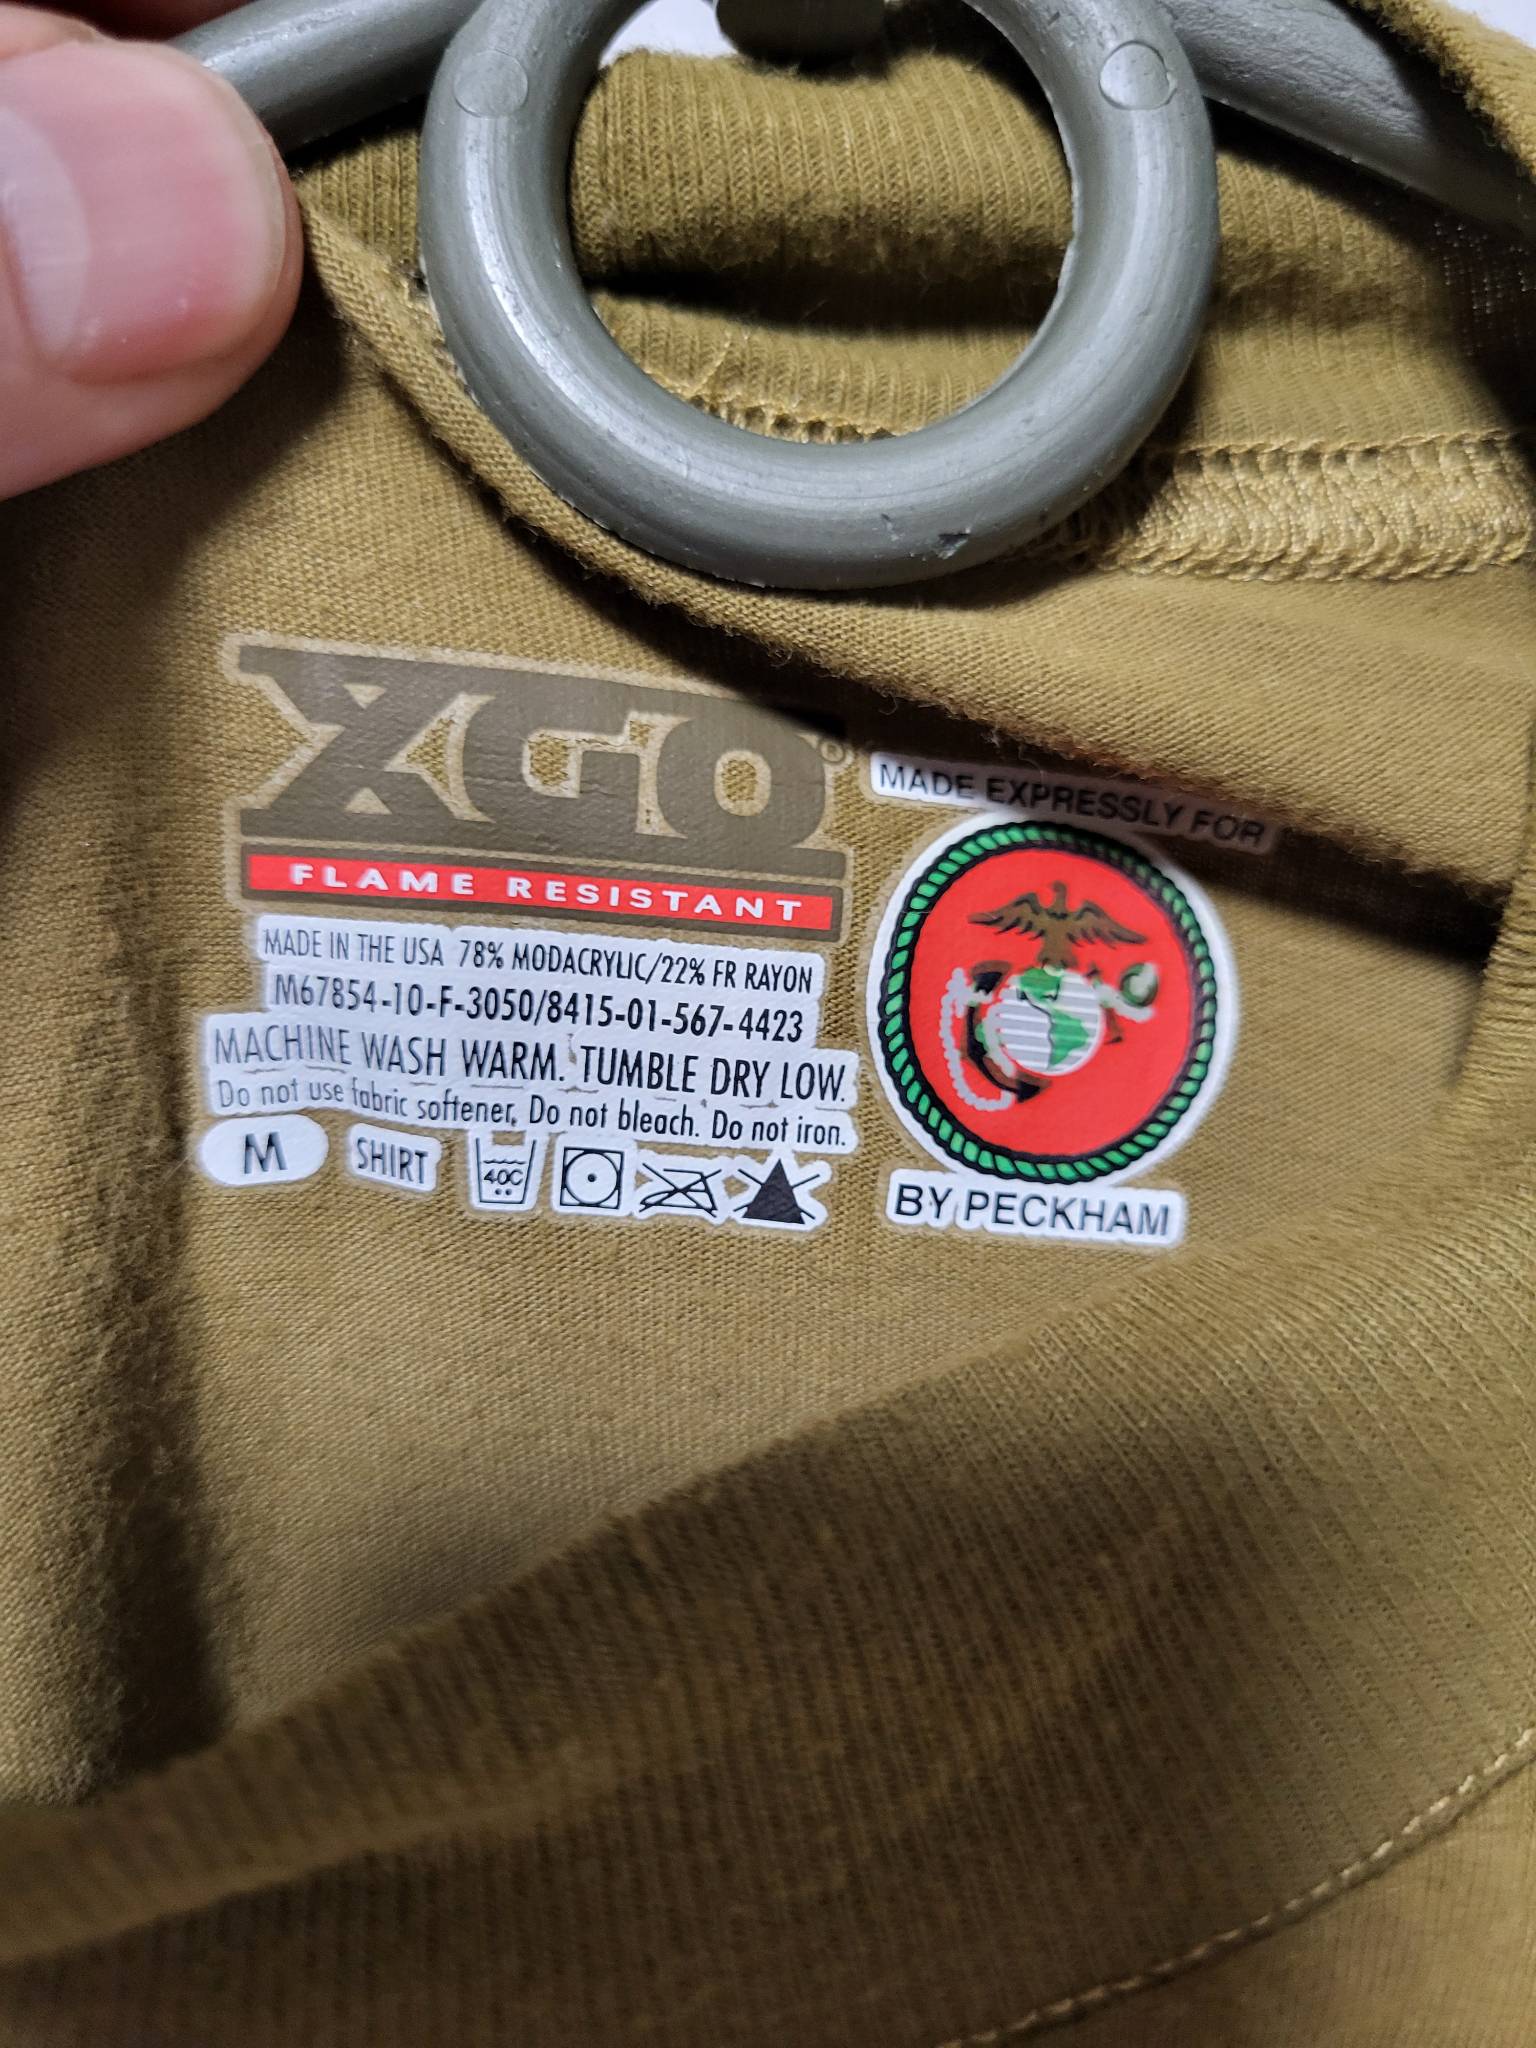 XGO®
FLAME RESISTANT
MADE IN THE USA 78% MODACRYLIC/22% FR RAYON
M67854-10-F-3050/8415-01-567-4423
MACHINE WASH WARM. TUMBLE DRY LOW.
Do not use fabric softener. Do not bleach. Do not iron.
M SHIRT 40C
MADE EXPRESSLY FOR
BY PECKHAM